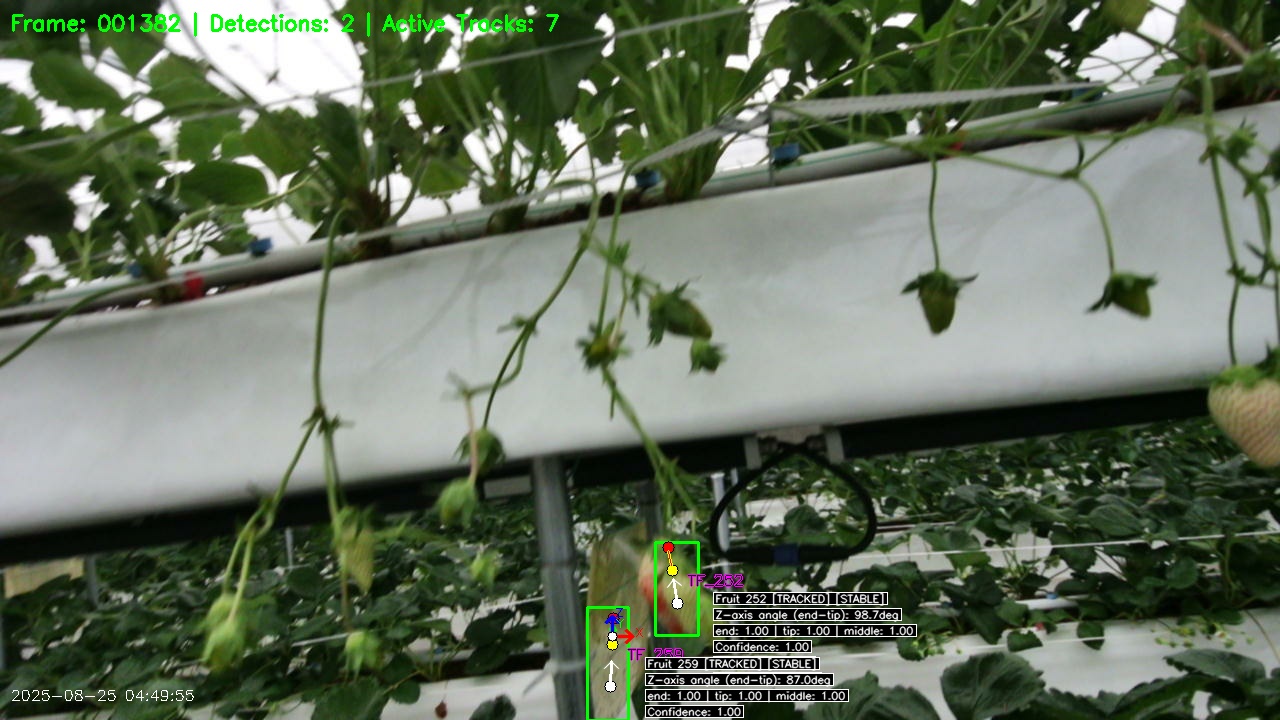 Frame: 001382 | Detections: 2 | Active Tracks: 7
TF_252
Fruit 252 [TRACKED] [STABLE]
Z-axis angle (end-tip): 98.7deg
end: 1.00 | tip: 1.00 | middle: 1.00
Confidence: 1.00
TF_259
Fruit 259 [TRACKED] [STABLE]
Z-axis angle (end-tip): 87.0deg
end: 1.00 | tip: 1.00 | middle: 1.00
Confidence: 1.00
2025-08-25 04:49:55